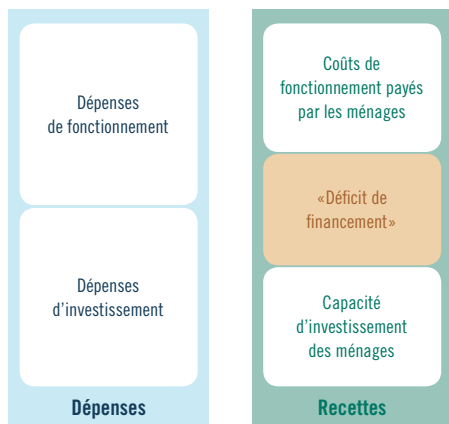 Dépenses
de fonctionnement
Dépenses
d’investissement
Dépenses
Coûts de
fonctionnement payés
par les ménages
«Déficit de
financement»
Capacité
d’investissement
des ménages
Recettes